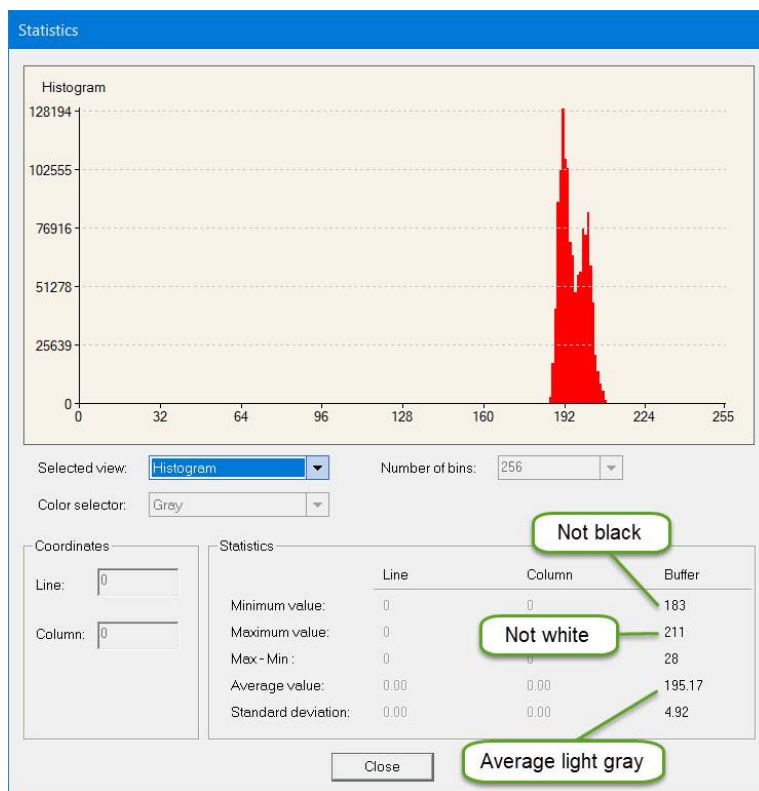 Statistics
Histogram
128194
102555
76916
51278
25639
0
0 32 64 96 128 160 192 224 255
Selected view: Histogram Number of bins: 256
Color selector: Gray
Coordinates
Line: 0
Column: 0
Statistics
Not black
Line Column Buffer
Minimum value: 0 0 183
Maximum value: 0 Not white 211
Max - Min : 0 0 28
Average value: 0.00 0.00 195.17
Standard deviation: 0.00 0.00 4.92
Close
Average light gray